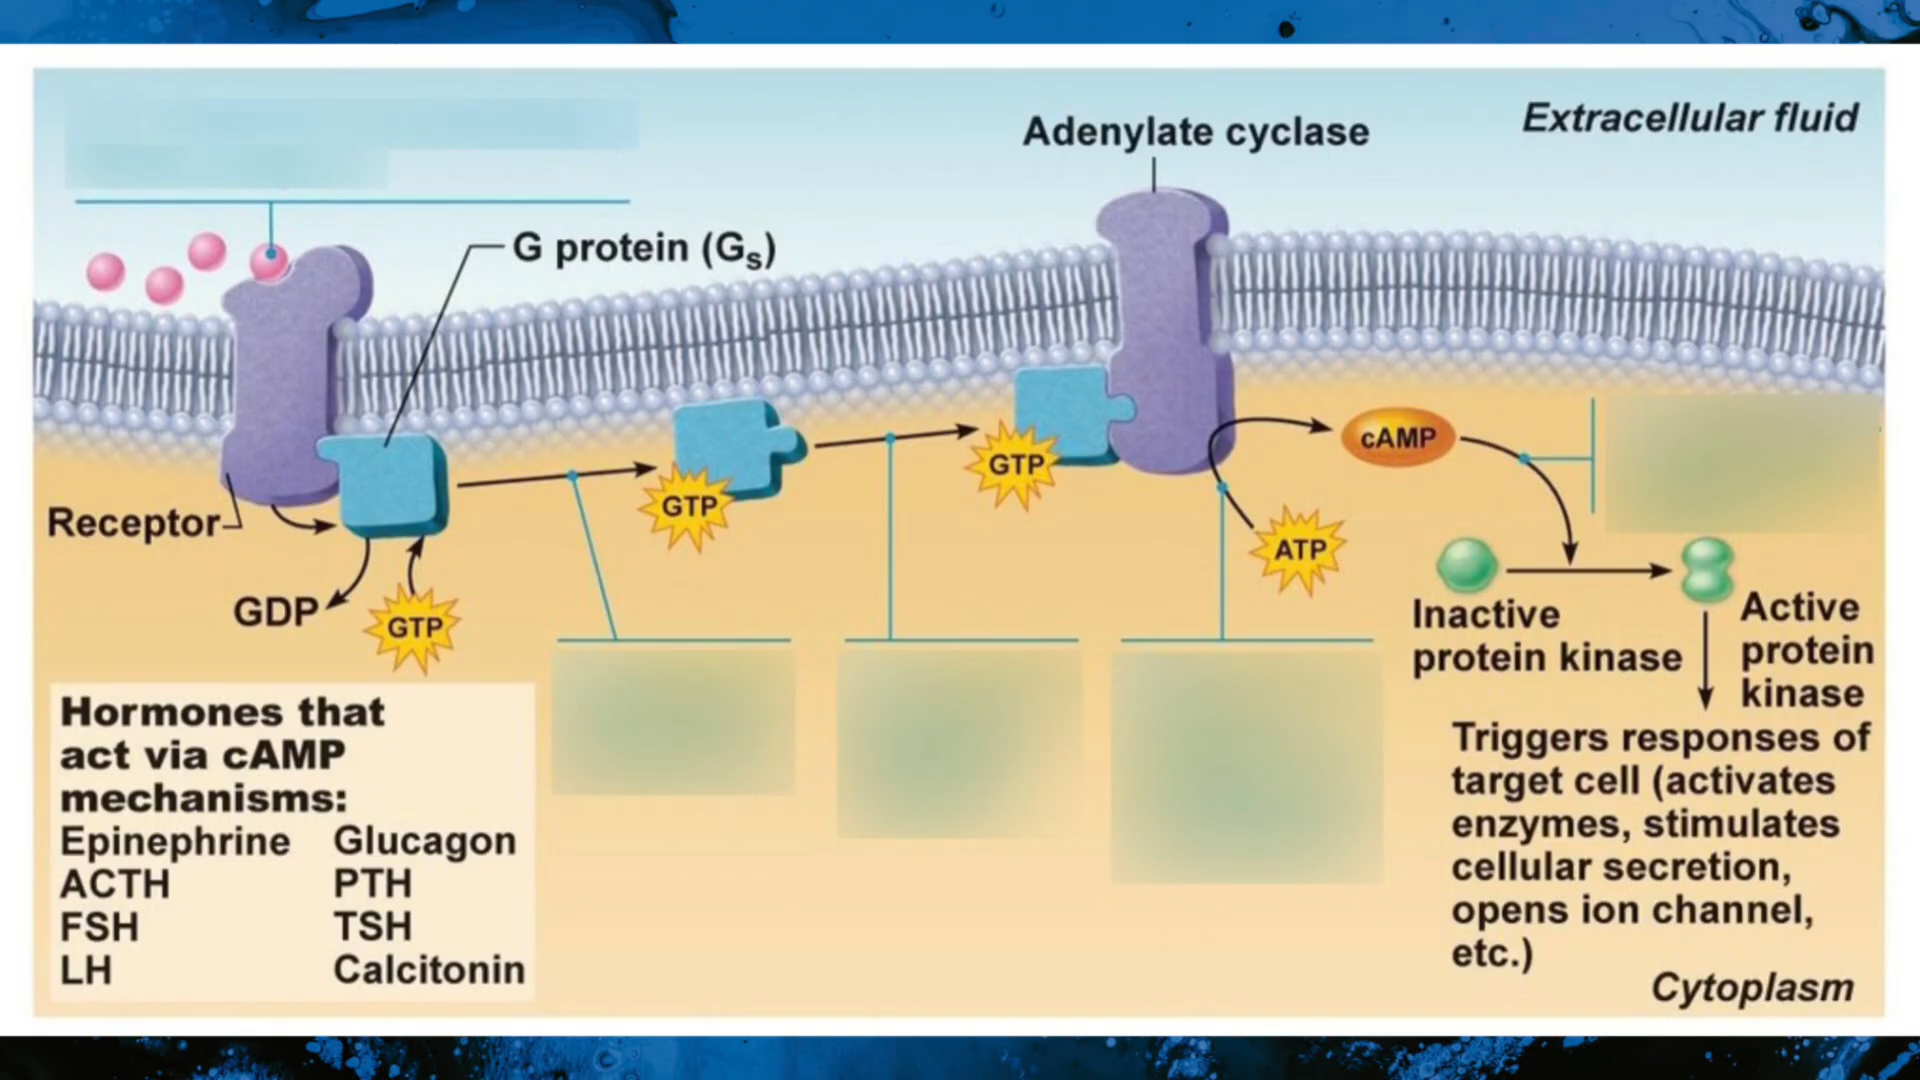 Adenylate cyclase
Extracellular fluid
G protein (Gs)
Receptor
GDP
GTP
GTP
GTP
ATP
cAMP
Inactive
protein kinase
Active
protein
kinase
Triggers responses of
target cell (activates
enzymes, stimulates
cellular secretion,
opens ion channel,
etc.)
Cytoplasm
Hormones that
act via cAMP
mechanisms:
Epinephrine Glucagon
ACTH PTH
FSH TSH
LH Calcitonin